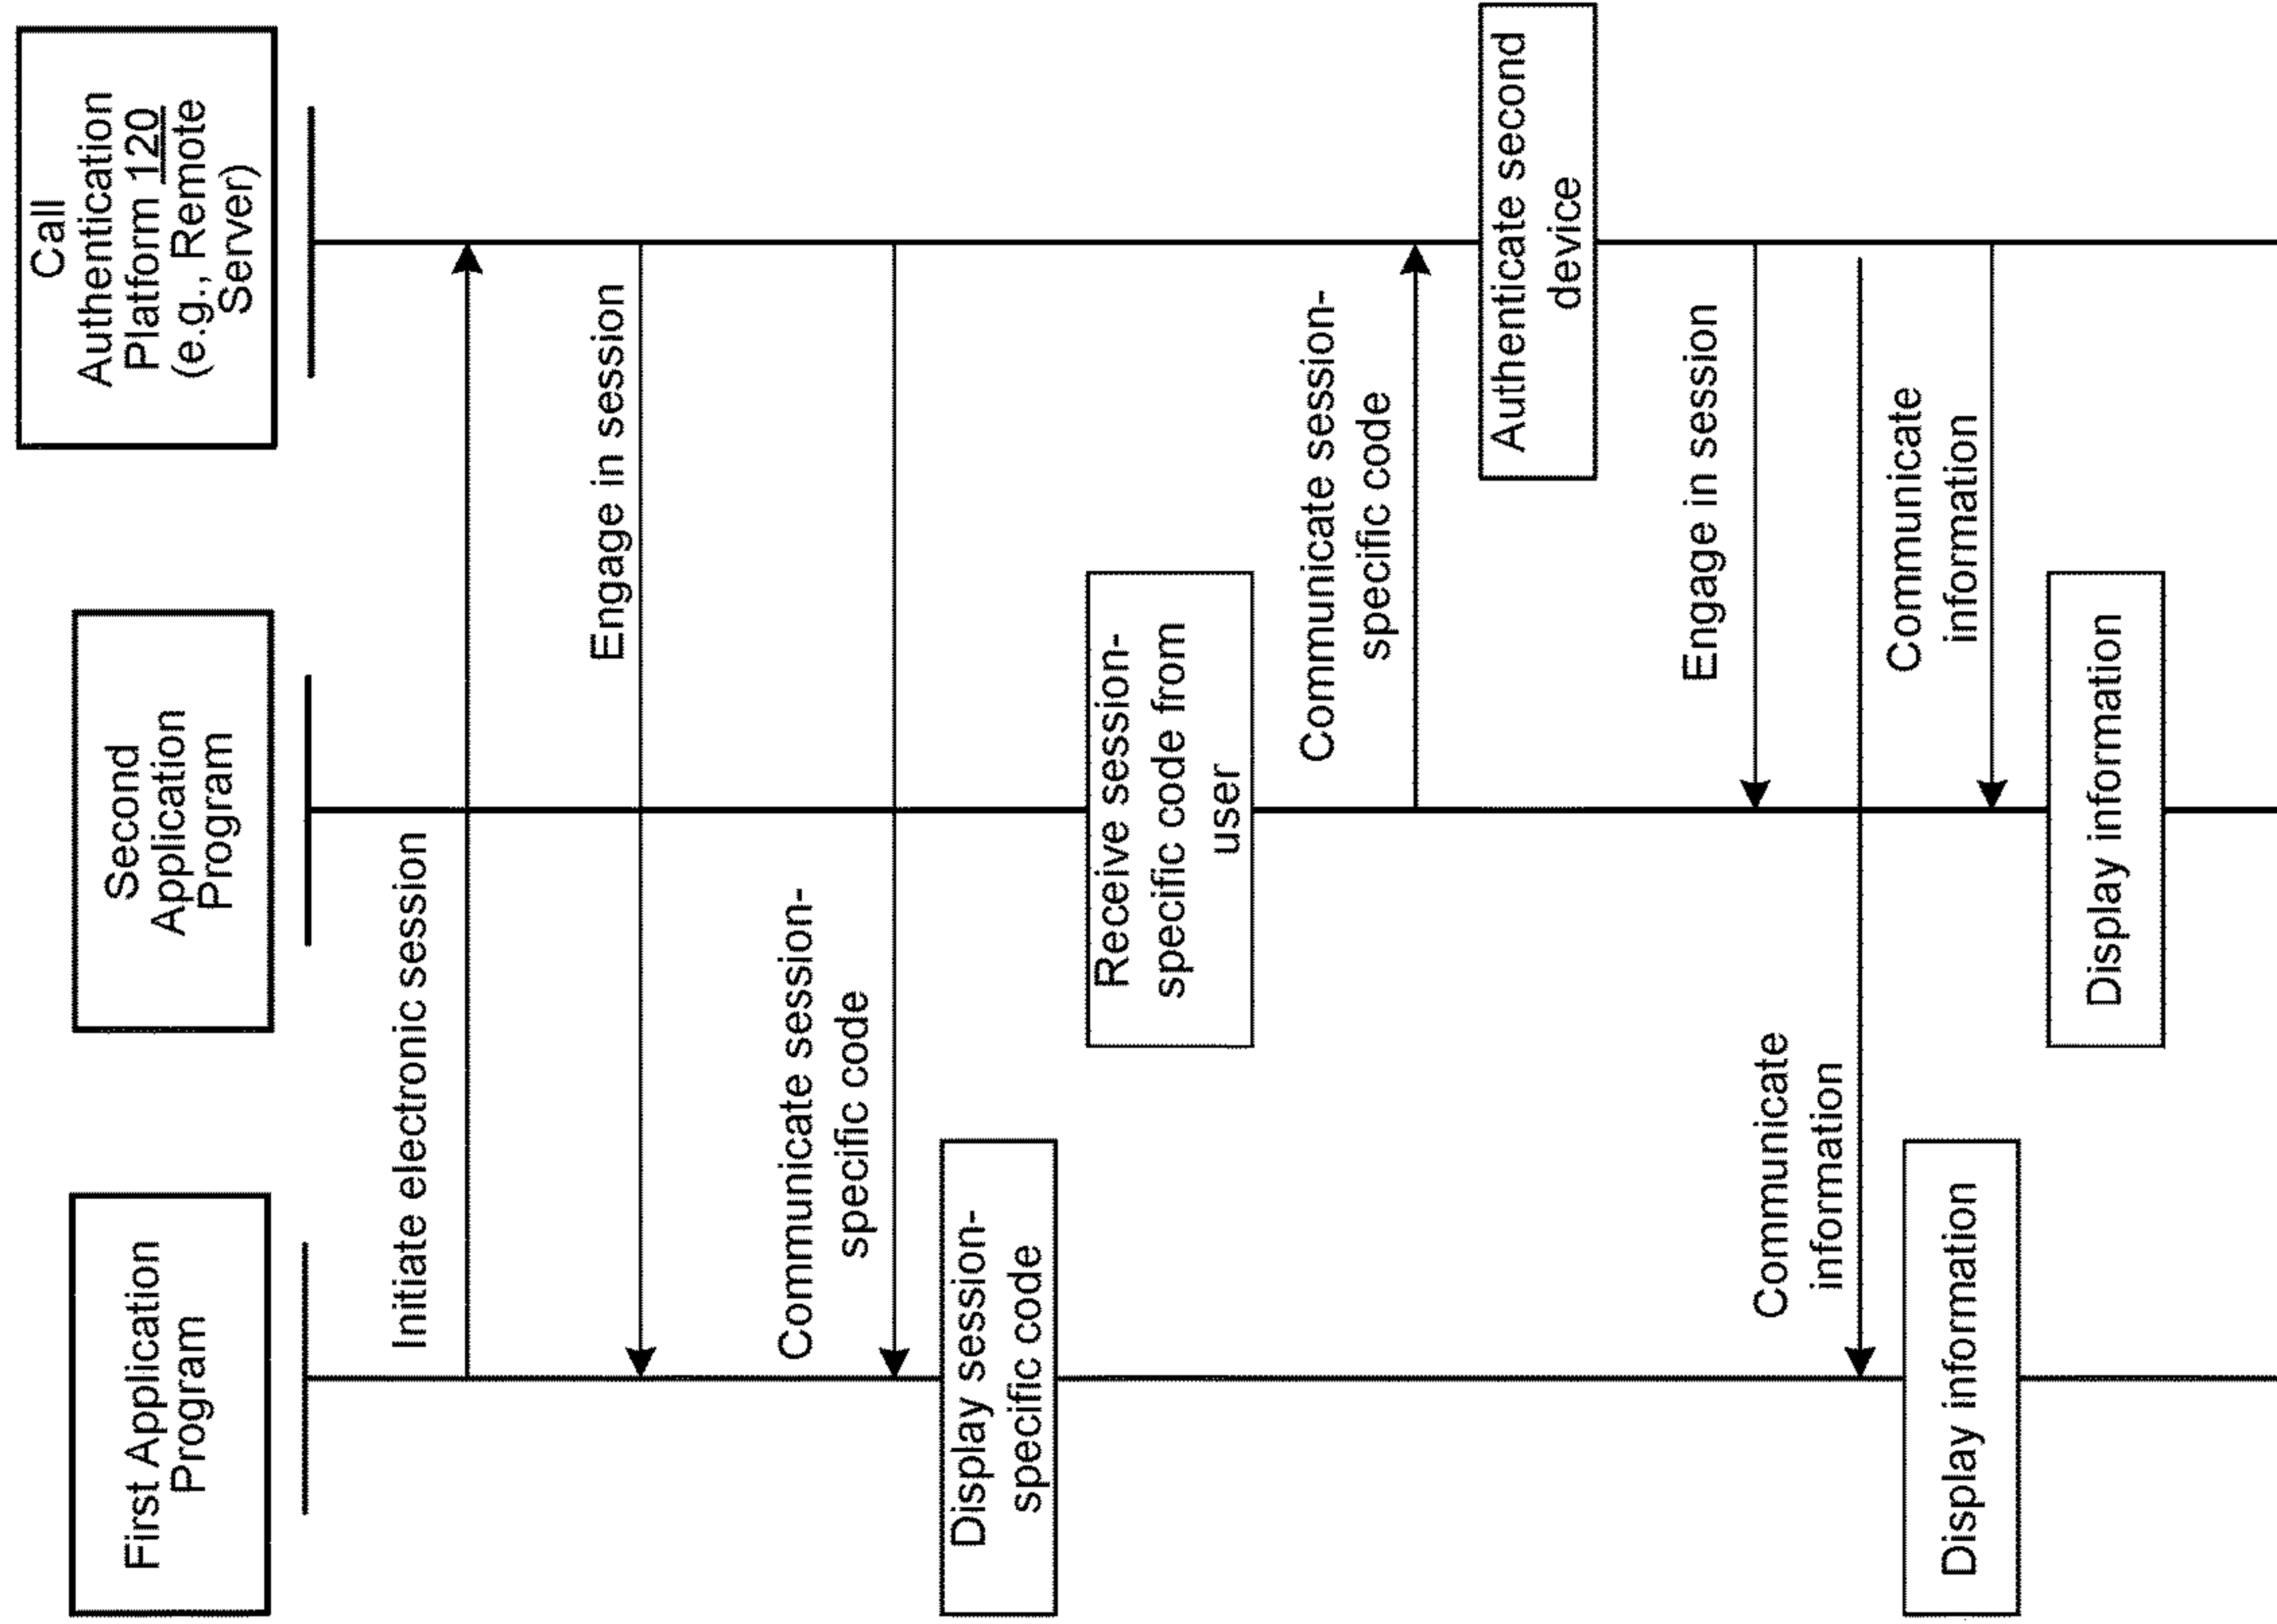 First Application
Program
Second
Application
Program
Call
Authentication
Platform 120
(e.g., Remote
Server)
Initiate electronic session
Engage in session
Communicate session-
specific code
Display session-
specific code
Receive session-
specific code from
user
Communicate session-
specific code
Authenticate second
device
Engage in session
Communicate
information
Display information
Communicate
information
Display information